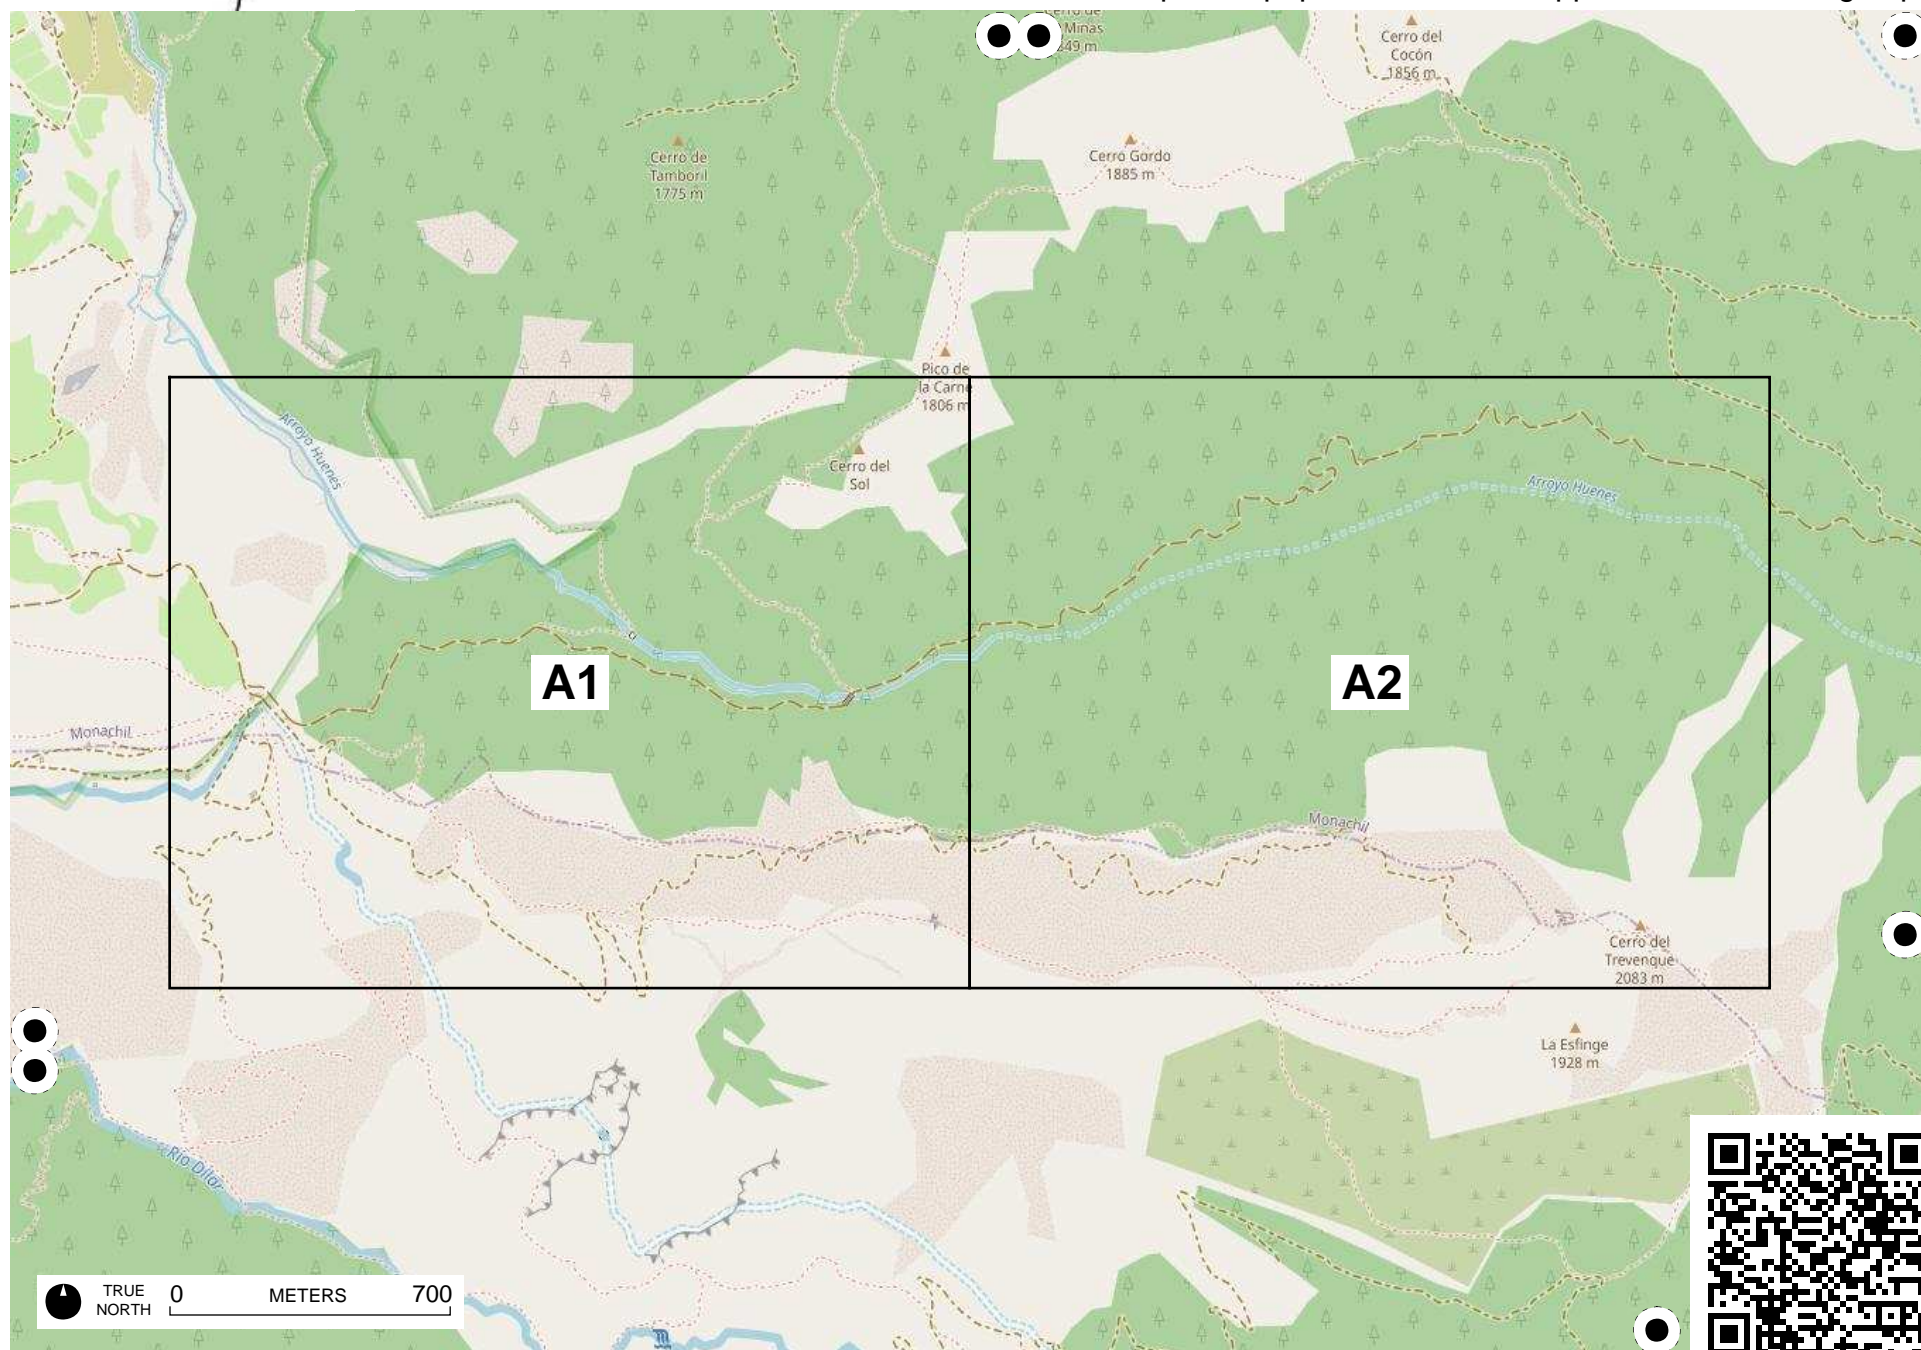 Minas
849 m
Cerro del
Cocón
1856 m
Cerro de
Tamboril
1775 m
Cerro Gordo
1885 m
Pico de
la Carne
1806 m
Arroyo Huenes
Cerro del
Sol
Arroyo Huenes
A1
A2
Monachil
Monachil
Cerro del
Trevenque
2083 m
La Esfinge
1928 m
Río Dílar
TRUE
NORTH
0 METERS 700